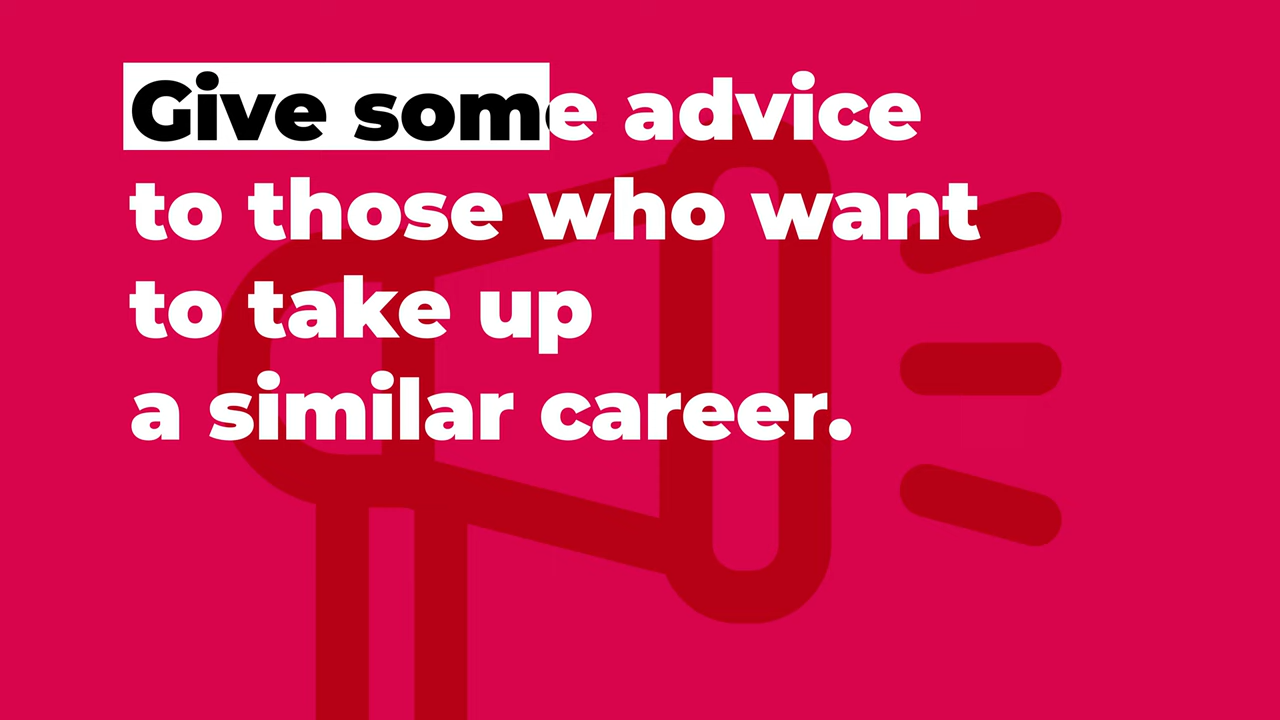 Give some advice
to those who want
to take up
a similar career.